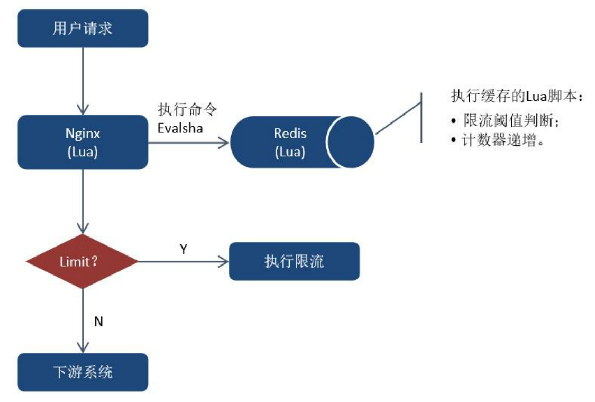 用户请求
执行命令
Evalsha
Nginx
(Lua)
Redis
(Lua)
执行缓存的Lua脚本：
• 限流阈值判断；
• 计数器递增。
Limit？
Y
执行限流
N
下游系统